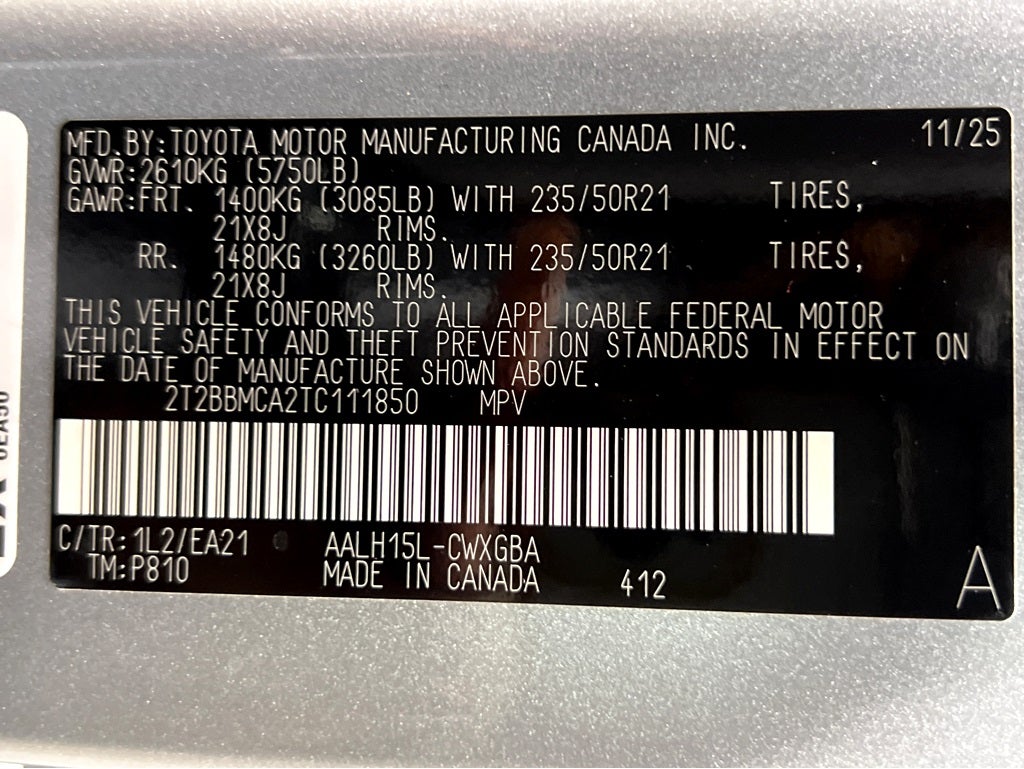 MFD.BY:TOYOTA MOTOR MANUFACTURING CANADA INC. 11/25
GVWR:2610KG (5750LB)
GAWR:FRT. 1400KG (3085LB) WITH 235/50R21 TIRES,
21X8J RIMS.
RR. 1480KG (3260LB) WITH 235/50R21 TIRES,
21X8J RIMS.
THIS VEHICLE CONFORMS TO ALL APPLICABLE FEDERAL MOTOR
VEHICLE SAFETY AND THEFT PREVENTION STANDARDS IN EFFECT ON
THE DATE OF MANUFACTURE SHOWN ABOVE.
2T2BBMCA2TC111850 MPV
C/TR:1L2/EA21 AALH15L-CWXGBA
TM:P810 MADE IN CANADA 412 A